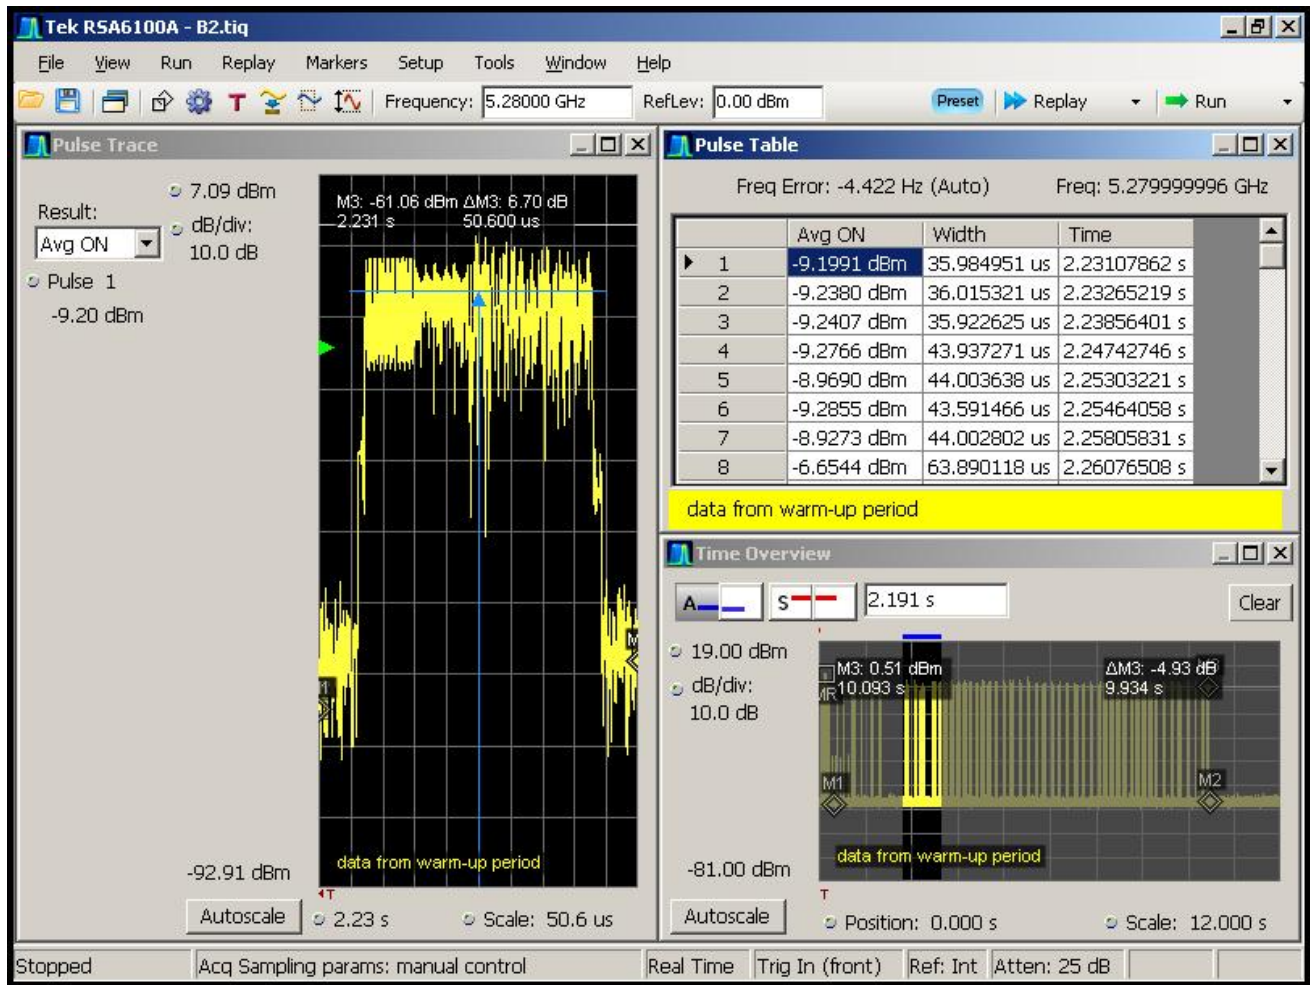 Tek RSA6100A - B2.tiq
File View Run Replay Markers Setup Tools Window Help
T Frequency: 5.28000 GHz RefLev: 0.00 dBm Preset Replay Run
Pulse Trace
Result:
Avg ON
Pulse 1
-9.20 dBm
7.09 dBm
dB/div:
10.0 dB
M3: -61.06 dBm ΔM3: 6.70 dB
2.231 s 50.600 us
M1
M
data from warm-up period
-92.91 dBm
T
Autoscale 2.23 s Scale: 50.6 us
Pulse Table
Freq Error: -4.422 Hz (Auto) Freq: 5.279999996 GHz
Avg ON Width Time
1 -9.1991 dBm 35.984951 us 2.23107862 s
2 -9.2380 dBm 36.015321 us 2.23265219 s
3 -9.2407 dBm 35.922625 us 2.23856401 s
4 -9.2766 dBm 43.937271 us 2.24742746 s
5 -8.9690 dBm 44.003638 us 2.25303221 s
6 -9.2855 dBm 43.591466 us 2.25464058 s
7 -8.9273 dBm 44.002802 us 2.25805831 s
8 -6.6544 dBm 63.890118 us 2.26076508 s
data from warm-up period
Time Overview
A S 2.191 s Clear
19.00 dBm
dB/div:
10.0 dB
M3: 0.51 dBm ΔM3: -4.93 dB
10.093 s 9.934 s
MR
M1 M2
data from warm-up period
-81.00 dBm
T
Autoscale Position: 0.000 s Scale: 12.000 s
Stopped Acq Sampling params: manual control Real Time Trig In (front) Ref: Int Atten: 25 dB